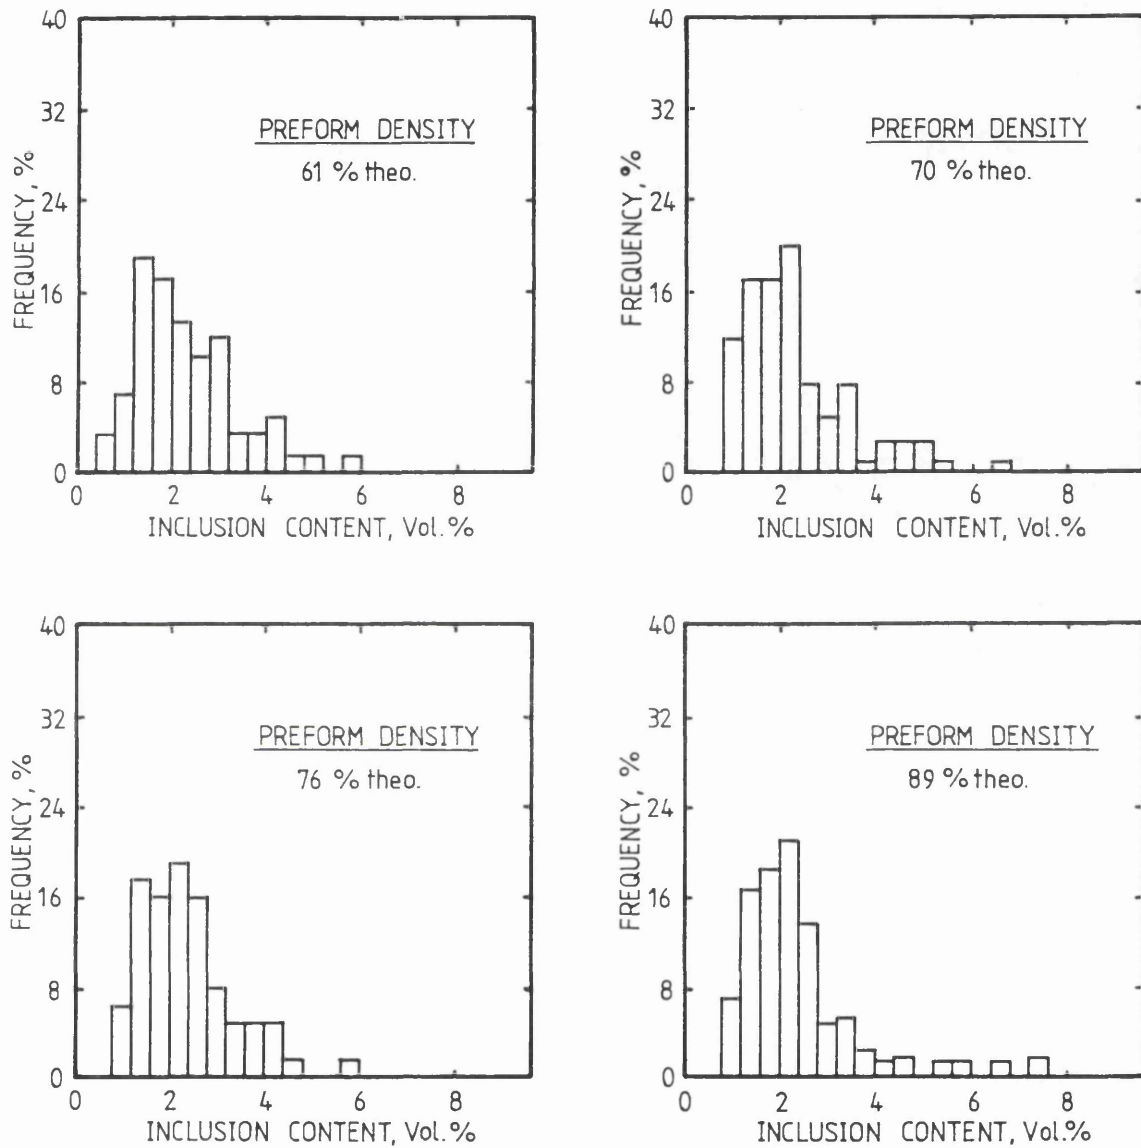 40
32
24
16
8
0
FREQUENCY, %
PREFORM DENSITY
61 % theo.
0 2 4 6 8
INCLUSION CONTENT, Vol.%
40
32
24
16
8
0
FREQUENCY, %
PREFORM DENSITY
70 % theo.
0 2 4 6 8
INCLUSION CONTENT, Vol.%
40
32
24
16
8
0
FREQUENCY, %
PREFORM DENSITY
76 % theo.
0 2 4 6 8
INCLUSION CONTENT, Vol.%
40
32
24
16
8
0
FREQUENCY, %
PREFORM DENSITY
89 % theo.
0 2 4 6 8
INCLUSION CONTENT, Vol.%